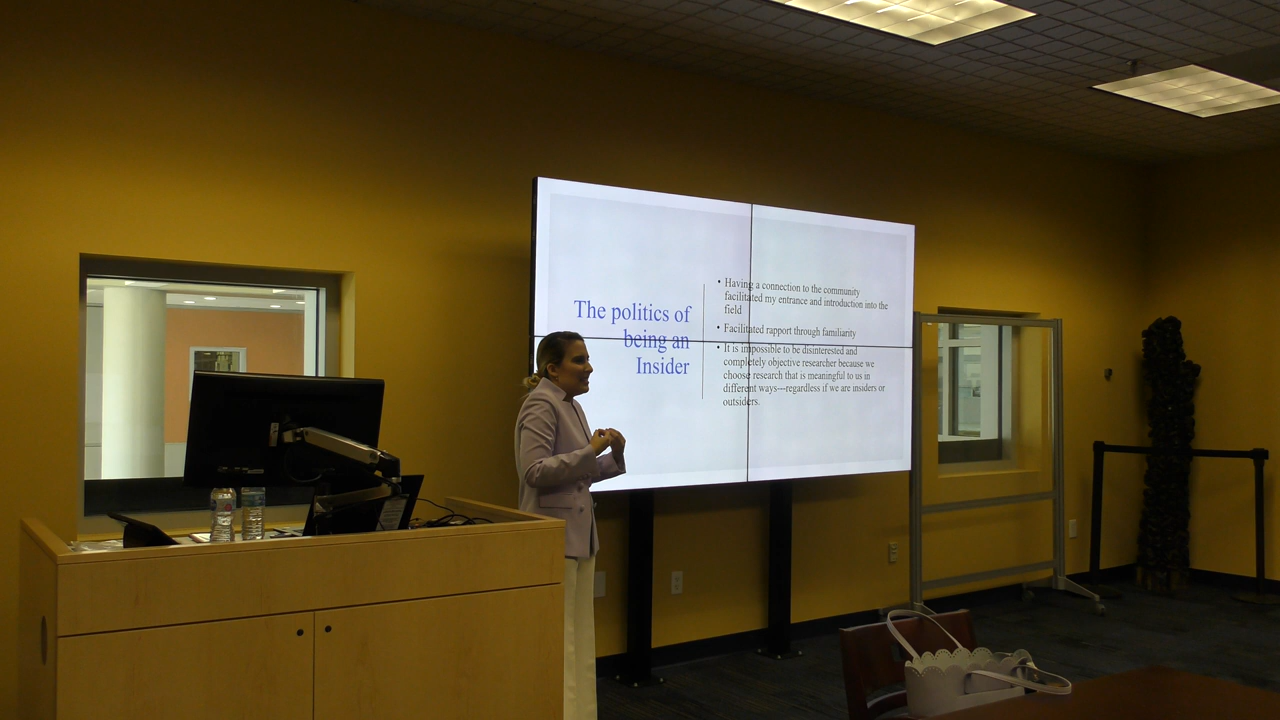 The politics of
being an
Insider
• Having a connection to the community
facilitated my entrance and introduction into the
field
• Facilitated rapport through familiarity
• It is impossible to be disinterested and
completely objective researcher because we
choose research that is meaningful to us in
different ways---regardless if we are insiders or
outsiders.